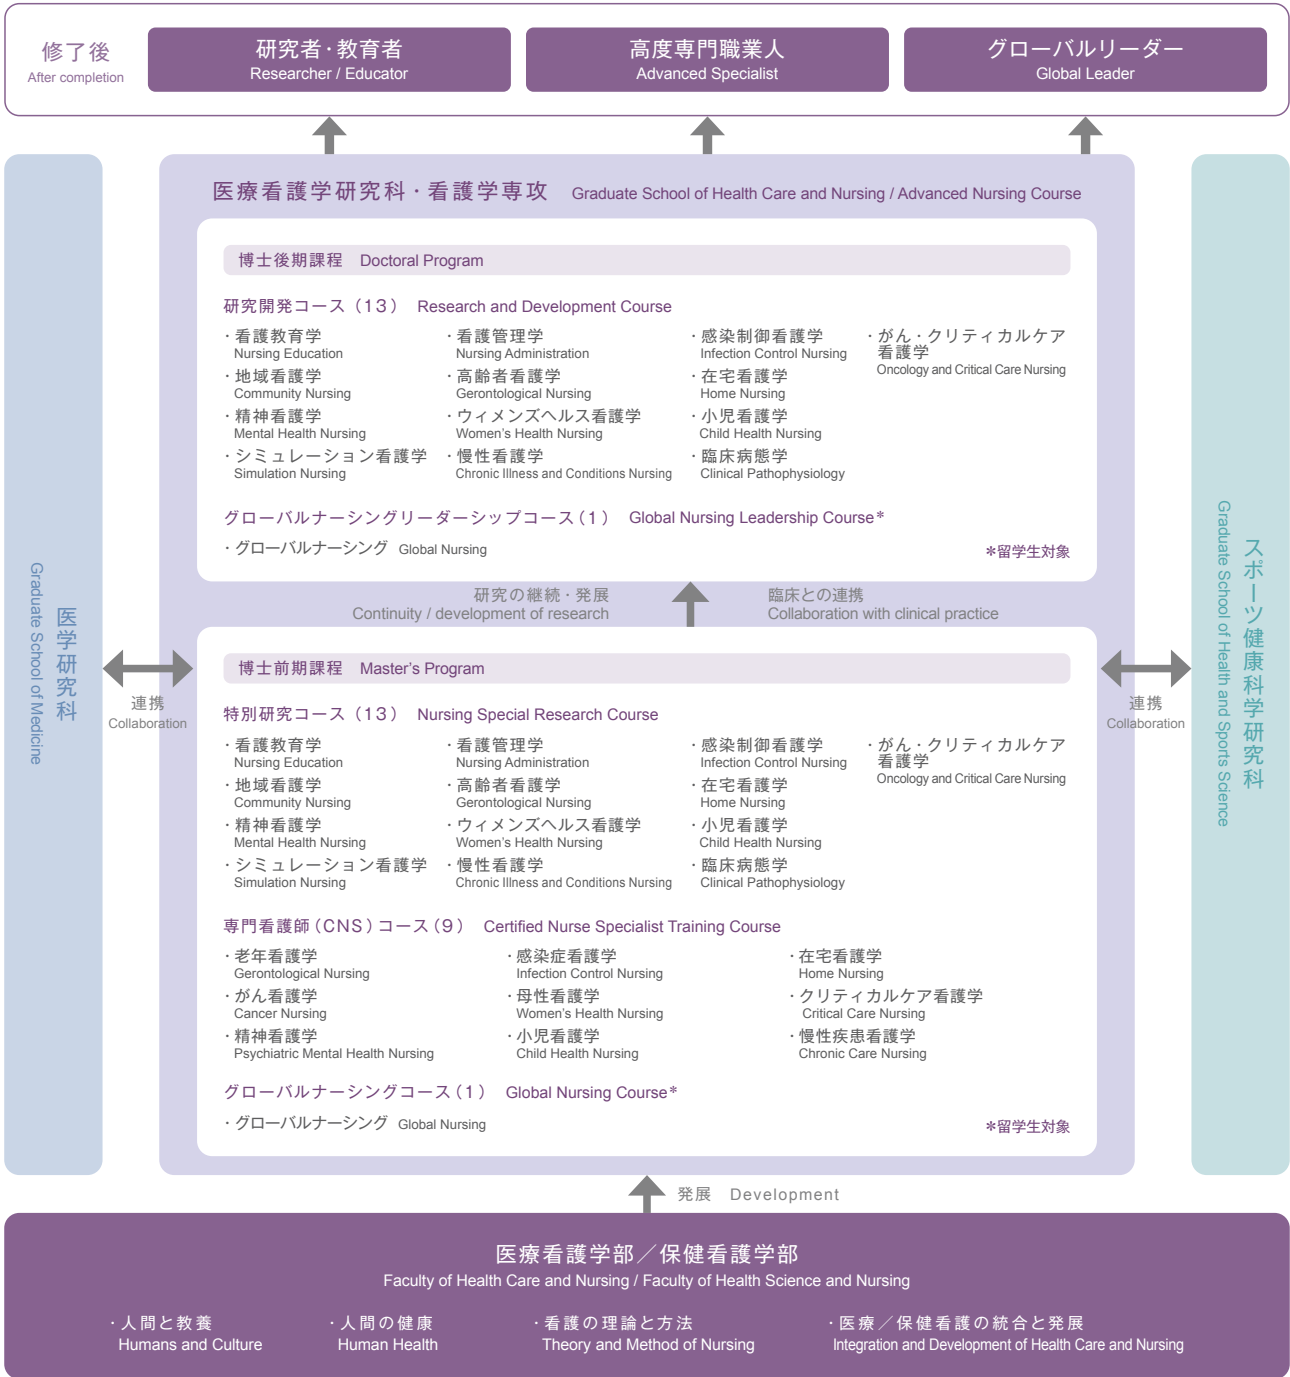 修了後
After completion
研究者・教育者
Researcher / Educator
高度専門職業人
Advanced Specialist
グローバルリーダー
Global Leader
医学研究科
Graduate School of Medicine
連携
Collaboration
医療看護学研究科・看護学専攻 Graduate School of Health Care and Nursing / Advanced Nursing Course
博士後期課程 Doctoral Program
研究開発コース（13） Research and Development Course
・看護教育学
Nursing Education
・看護管理学
Nursing Administration
・感染制御看護学
Infection Control Nursing
・がん・クリティカルケア
看護学
Oncology and Critical Care Nursing
・地域看護学
Community Nursing
・高齢者看護学
Gerontological Nursing
・在宅看護学
Home Nursing
・精神看護学
Mental Health Nursing
・ウィメンズヘルス看護学
Women's Health Nursing
・小児看護学
Child Health Nursing
・シミュレーション看護学
Simulation Nursing
・慢性看護学
Chronic Illness and Conditions Nursing
・臨床病態学
Clinical Pathophysiology
グローバルナーシングリーダーシップコース（1） Global Nursing Leadership Course*
・グローバルナーシング Global Nursing
＊留学生対象
研究の継続・発展
Continuity / development of research
臨床との連携
Collaboration with clinical practice
博士前期課程 Master's Program
特別研究コース（13） Nursing Special Research Course
・看護教育学
Nursing Education
・看護管理学
Nursing Administration
・感染制御看護学
Infection Control Nursing
・がん・クリティカルケア
看護学
Oncology and Critical Care Nursing
・地域看護学
Community Nursing
・高齢者看護学
Gerontological Nursing
・在宅看護学
Home Nursing
・精神看護学
Mental Health Nursing
・ウィメンズヘルス看護学
Women's Health Nursing
・小児看護学
Child Health Nursing
・シミュレーション看護学
Simulation Nursing
・慢性看護学
Chronic Illness and Conditions Nursing
・臨床病態学
Clinical Pathophysiology
専門看護師（CNS）コース（9） Certified Nurse Specialist Training Course
・老年看護学
Gerontological Nursing
・感染症看護学
Infection Control Nursing
・在宅看護学
Home Nursing
・がん看護学
Cancer Nursing
・母性看護学
Women's Health Nursing
・クリティカルケア看護学
Critical Care Nursing
・精神看護学
Psychiatric Mental Health Nursing
・小児看護学
Child Health Nursing
・慢性疾患看護学
Chronic Care Nursing
グローバルナーシングコース（1） Global Nursing Course*
・グローバルナーシング Global Nursing
＊留学生対象
連携
Collaboration
スポーツ健康科学研究科
Graduate School of Health and Sports Science
発展 Development
医療看護学部／保健看護学部
Faculty of Health Care and Nursing / Faculty of Health Science and Nursing
・人間と教養
Humans and Culture
・人間の健康
Human Health
・看護の理論と方法
Theory and Method of Nursing
・医療／保健看護の統合と発展
Integration and Development of Health Care and Nursing